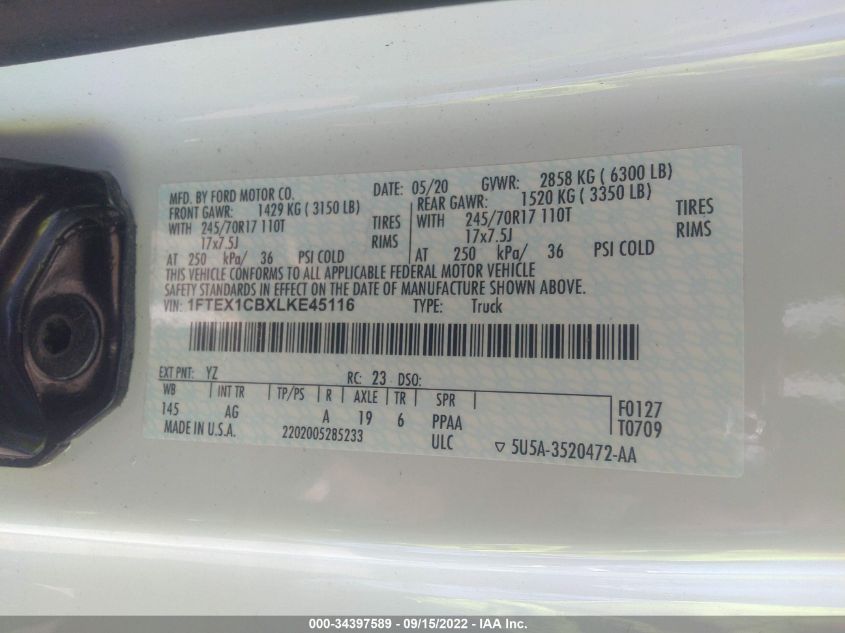 MFD. BY FORD MOTOR CO. DATE: 05/20 GVWR: 2858 KG ( 6300 LB)
FRONT GAWR: 1429 KG ( 3150 LB) REAR GAWR: 1520 KG ( 3350 LB)
WITH 245/70R17 110T TIRES WITH 245/70R17 110T TIRES
17x7.5J RIMS 17x7.5J RIMS
AT 250 kPa/ 36 PSI COLD AT 250 kPa/ 36 PSI COLD
THIS VEHICLE CONFORMS TO ALL APPLICABLE FEDERAL MOTOR VEHICLE
SAFETY STANDARDS IN EFFECT ON THE DATE OF MANUFACTURE SHOWN ABOVE.
VIN: 1FTEX1CBXLKE45116 TYPE: Truck
EXT PNT: YZ RC: 23 DSO:
WB INT TR TP/PS R AXLE TR SPR F0127
145 AG A 19 6 PPAA T0709
MADE IN U.S.A. 2202005285233 ULC ▽ 5U5A-3520472-AA
000-34397589 - 09/15/2022 - IAA Inc.